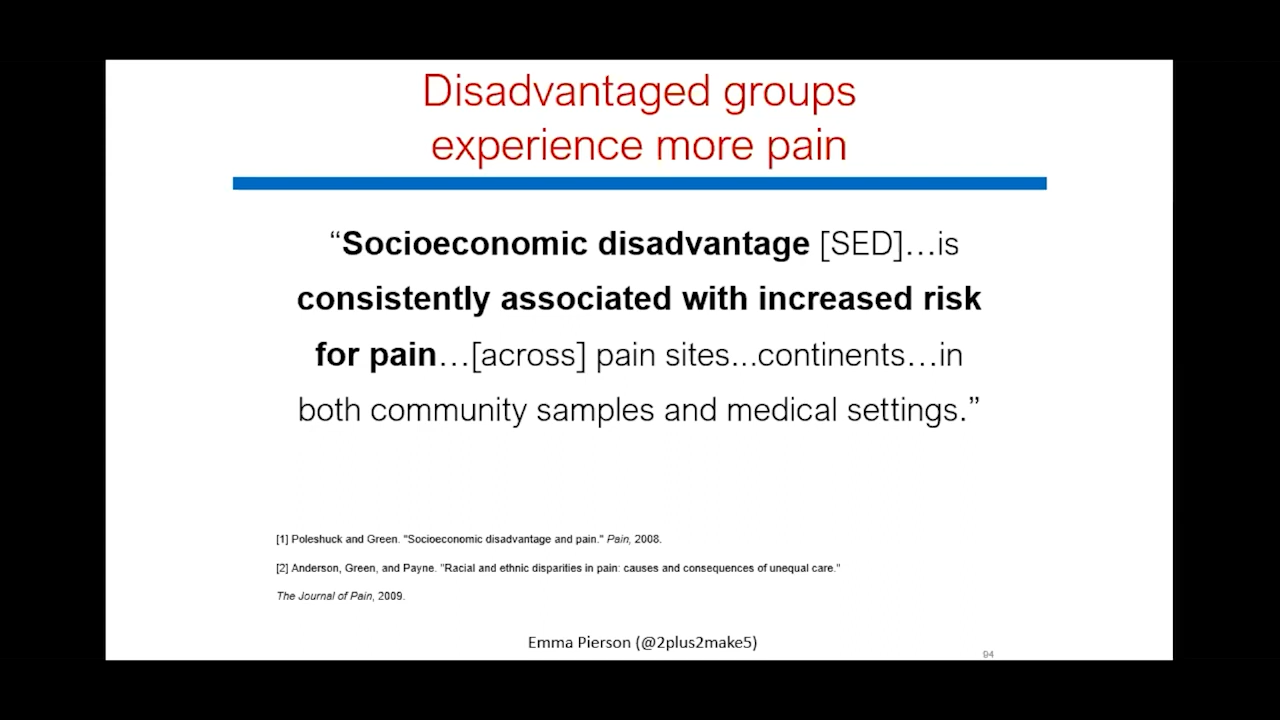 Disadvantaged groups
experience more pain
“Socioeconomic disadvantage [SED]…is
consistently associated with increased risk
for pain…[across] pain sites...continents…in
both community samples and medical settings.”
[1] Poleshuck and Green. "Socioeconomic disadvantage and pain." Pain, 2008.
[2] Anderson, Green, and Payne. "Racial and ethnic disparities in pain: causes and consequences of unequal care."
The Journal of Pain, 2009.
Emma Pierson (@2plus2make5)
94